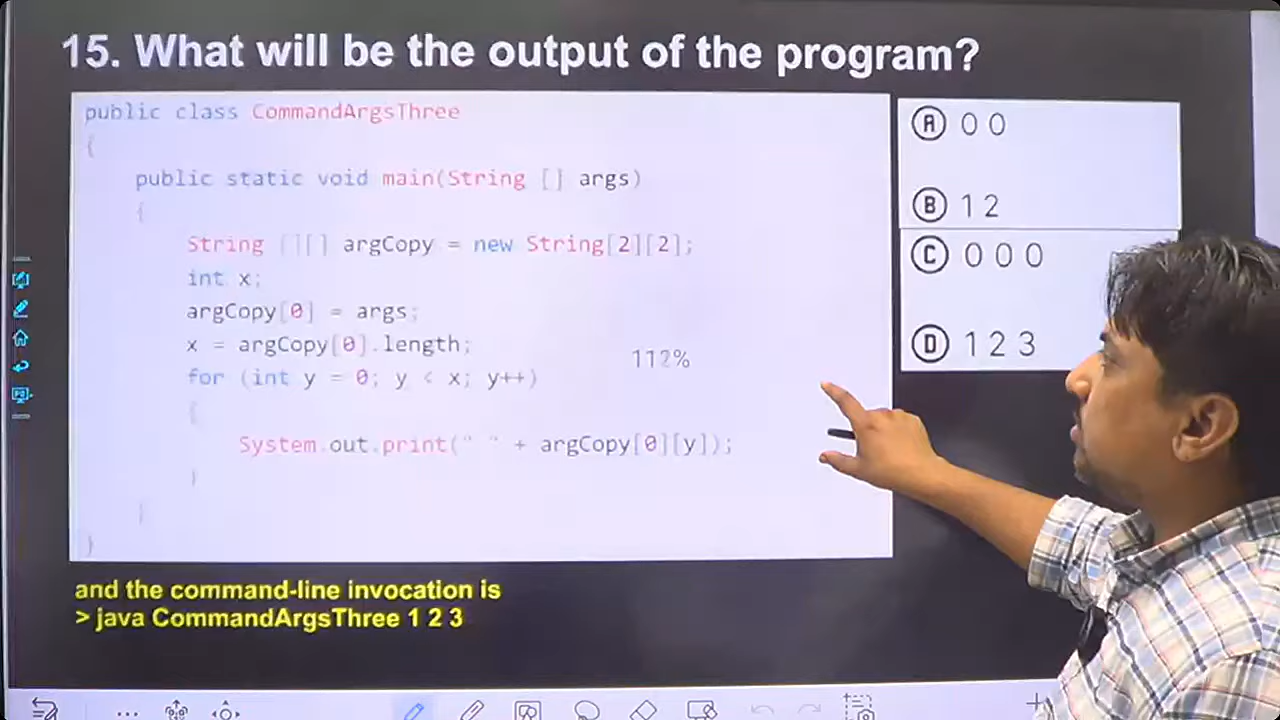 15. What will be the output of the program?
public class CommandArgsThree
{
public static void main(String [] args)
{
String [][] argCopy = new String[2][2];
int x;
argCopy[0] = args;
x = argCopy[0].length;
for (int y = 0; y < x; y++)
{
System.out.print(" " + argCopy[0][y]);
}
}
}
112%
A 0 0
B 1 2
C 0 0 0
D 1 2 3
and the command-line invocation is
> java CommandArgsThree 1 2 3